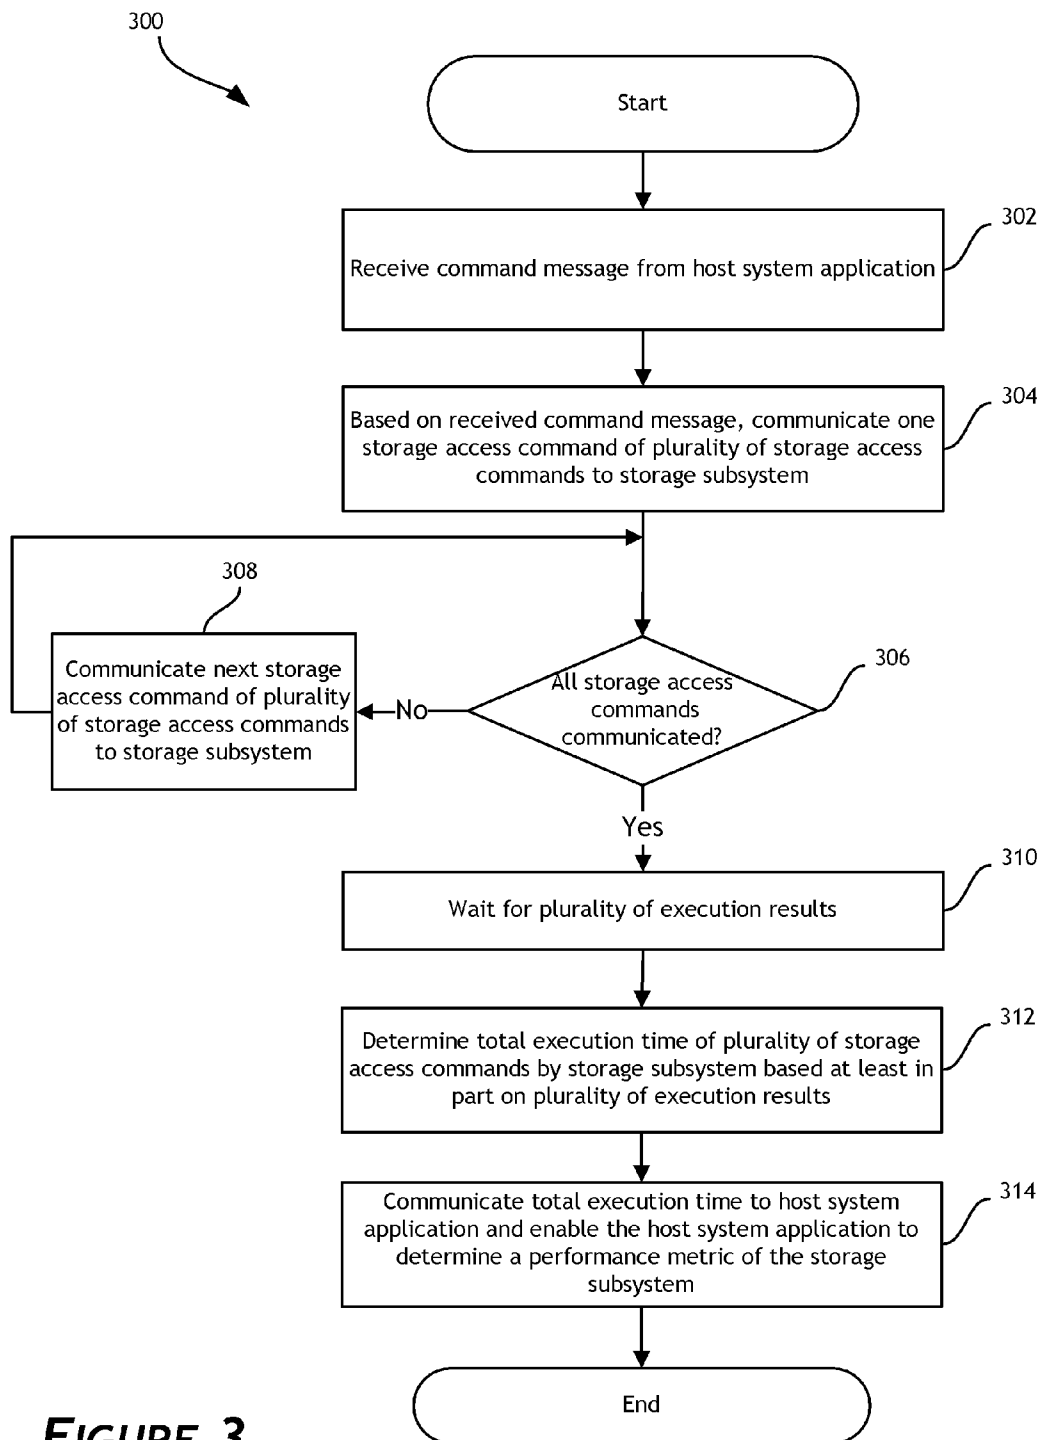 300
Start
302
Receive command message from host system application
304
Based on received command message, communicate one
storage access command of plurality of storage access
commands to storage subsystem
308
Communicate next storage
access command of plurality
of storage access commands
to storage subsystem
No
306
All storage access
commands
communicated?
Yes
310
Wait for plurality of execution results
312
Determine total execution time of plurality of storage
access commands by storage subsystem based at least in
part on plurality of execution results
314
Communicate total execution time to host system
application and enable the host system application to
determine a performance metric of the storage
subsystem
End
FIGURE 3